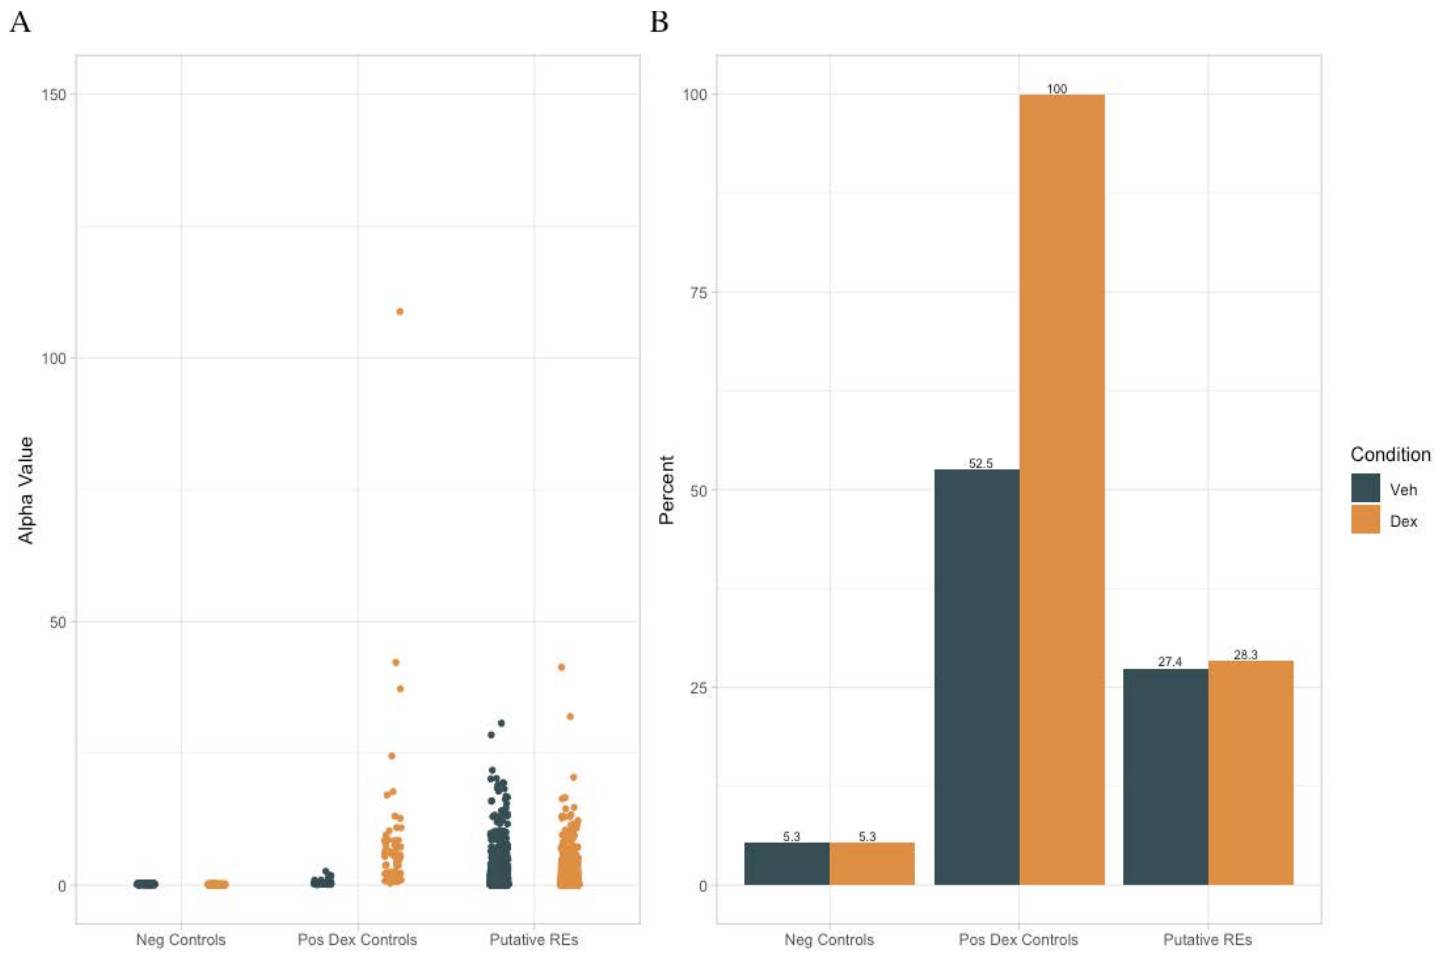 A
B
150
100
50
0
Alpha Value
Neg Controls
Pos Dex Controls
Putative REs
100
75
50
25
0
Percent
5.3
5.3
52.5
100
27.4
28.3
Neg Controls
Pos Dex Controls
Putative REs
Condition
Veh
Dex